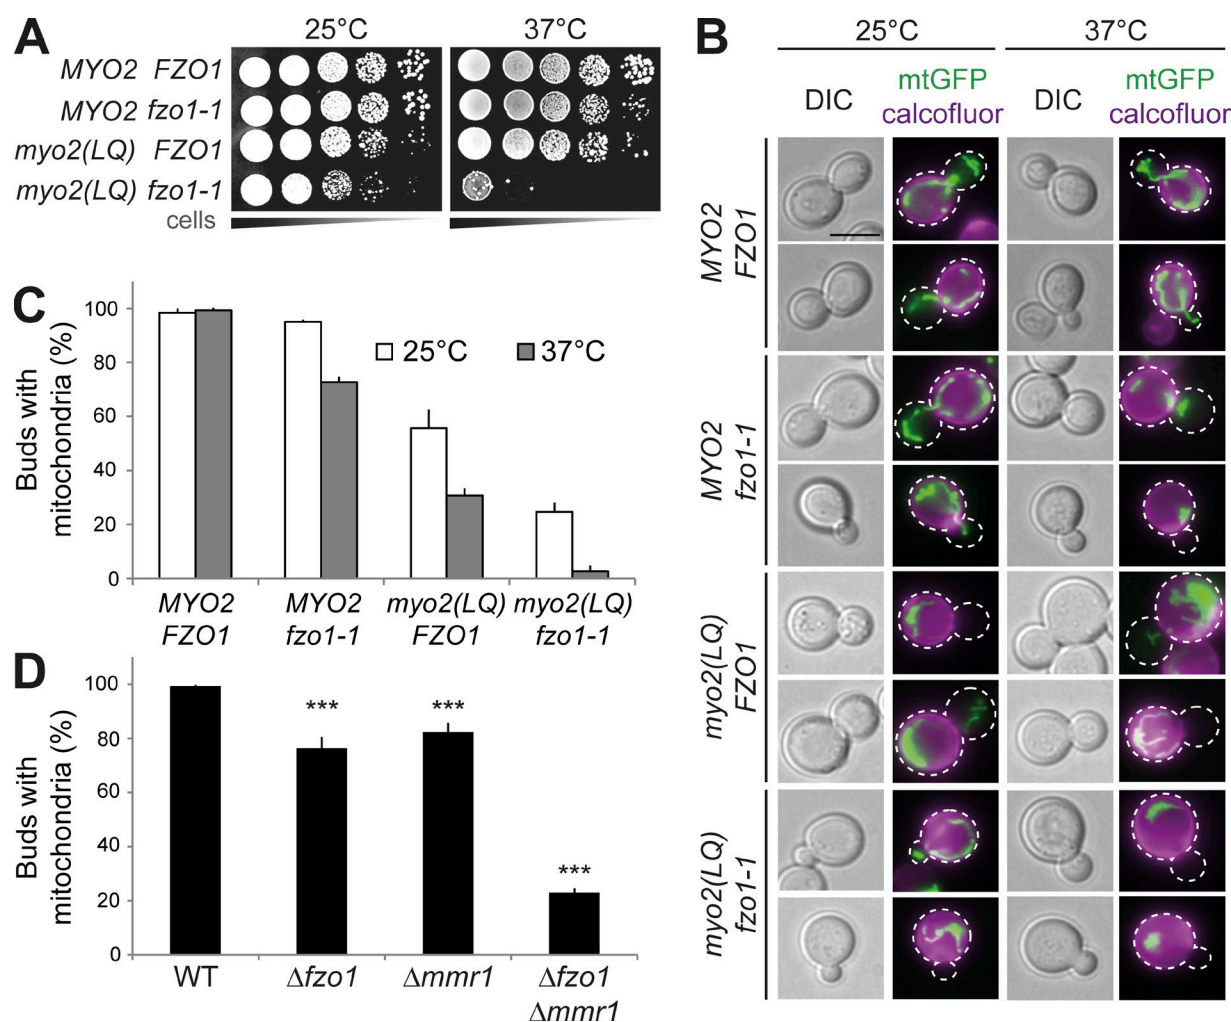 A
25°C
37°C
MYO2 FZO1
MYO2 fzo1-1
myo2(LQ) FZO1
myo2(LQ) fzo1-1
cells
B
25°C
37°C
DIC
mtGFP
calcofluor
DIC
mtGFP
calcofluor
MYO2
FZO1
MYO2
fzo1-1
myo2(LQ)
FZO1
myo2(LQ)
fzo1-1
C
Buds with
mitochondria (%)
100
80
60
40
20
0
25°C
37°C
MYO2
FZO1
MYO2
fzo1-1
myo2(LQ)
FZO1
myo2(LQ)
fzo1-1
D
Buds with
mitochondria (%)
100
80
60
40
20
0
***
***
***
WT
Δfzo1
Δmmr1
Δfzo1
Δmmr1